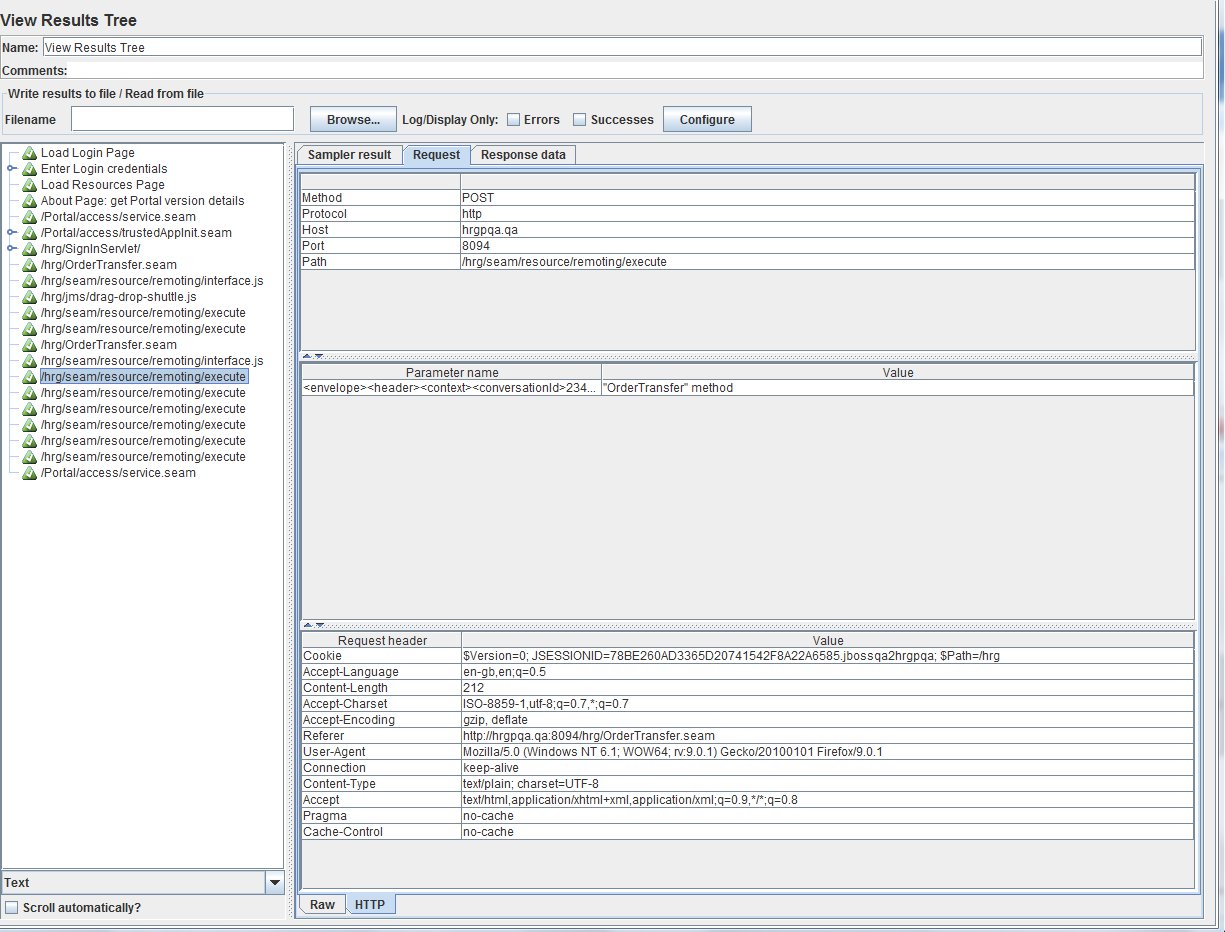 View Results Tree
Name: View Results Tree
Comments:
Write results to file / Read from file
Filename Browse... Log/Display Only: Errors Successes Configure
Load Login Page
Enter Login credentials
Load Resources Page
About Page: get Portal version details
/Portal/access/service.seam
/Portal/access/trustedAppInit.seam
/hrg/SignInServlet/
/hrg/OrderTransfer.seam
/hrg/seam/resource/remoting/interface.js
/hrg/jms/drag-drop-shuttle.js
/hrg/seam/resource/remoting/execute
/hrg/seam/resource/remoting/execute
/hrg/OrderTransfer.seam
/hrg/seam/resource/remoting/interface.js
/hrg/seam/resource/remoting/execute
/hrg/seam/resource/remoting/execute
/hrg/seam/resource/remoting/execute
/hrg/seam/resource/remoting/execute
/hrg/seam/resource/remoting/execute
/hrg/seam/resource/remoting/execute
/Portal/access/service.seam
Text
Scroll automatically?
Sampler result Request Response data
Method POST
Protocol http
Host hrgpqa.qa
Port 8094
Path /hrg/seam/resource/remoting/execute
Parameter name Value
<envelope><header><context><conversationId>234... "OrderTransfer" method
Request header Value
Cookie $Version=0; JSESSIONID=78BE260AD3365D20741542F8A22A6585.jbossqa2hrgpqa; $Path=/hrg
Accept-Language en-gb,en;q=0.5
Content-Length 212
Accept-Charset ISO-8859-1,utf-8;q=0.7,*;q=0.7
Accept-Encoding gzip, deflate
Referer http://hrgpqa.qa:8094/hrg/OrderTransfer.seam
User-Agent Mozilla/5.0 (Windows NT 6.1; WOW64; rv:9.0.1) Gecko/20100101 Firefox/9.0.1
Connection keep-alive
Content-Type text/plain; charset=UTF-8
Accept text/html,application/xhtml+xml,application/xml;q=0.9,*/*;q=0.8
Pragma no-cache
Cache-Control no-cache
Raw HTTP